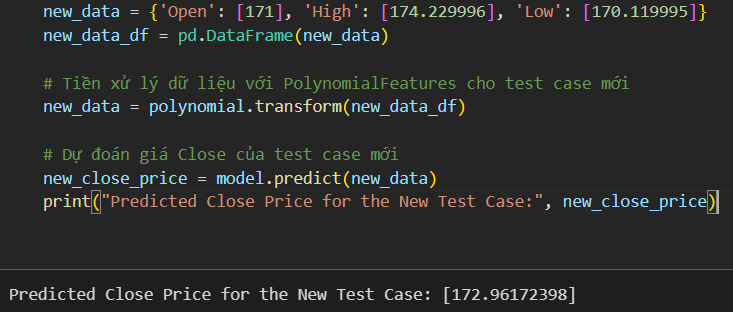 new_data = {'Open': [171], 'High': [174.229996], 'Low': [170.119995]}
new_data_df = pd.DataFrame(new_data)
# Tiền xử lý dữ liệu với PolynomialFeatures cho test case mới
new_data = polynomial.transform(new_data_df)
# Dự đoán giá Close của test case mới
new_close_price = model.predict(new_data)
print("Predicted Close Price for the New Test Case:", new_close_price)
Predicted Close Price for the New Test Case: [172.96172398]